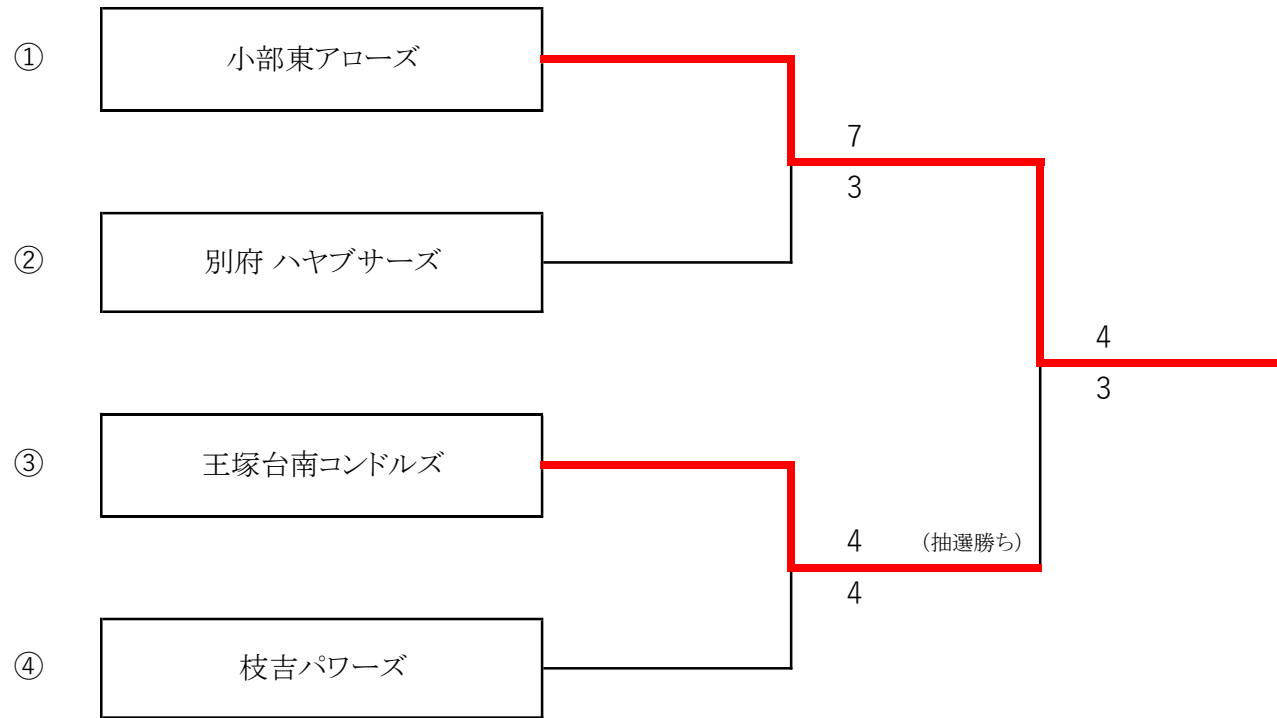 ① 小部東アローズ
7
3
② 別府 ハヤブサーズ
4
3
③ 王塚台南コンドルズ
4 (抽選勝ち)
4
④ 枝吉パワーズ